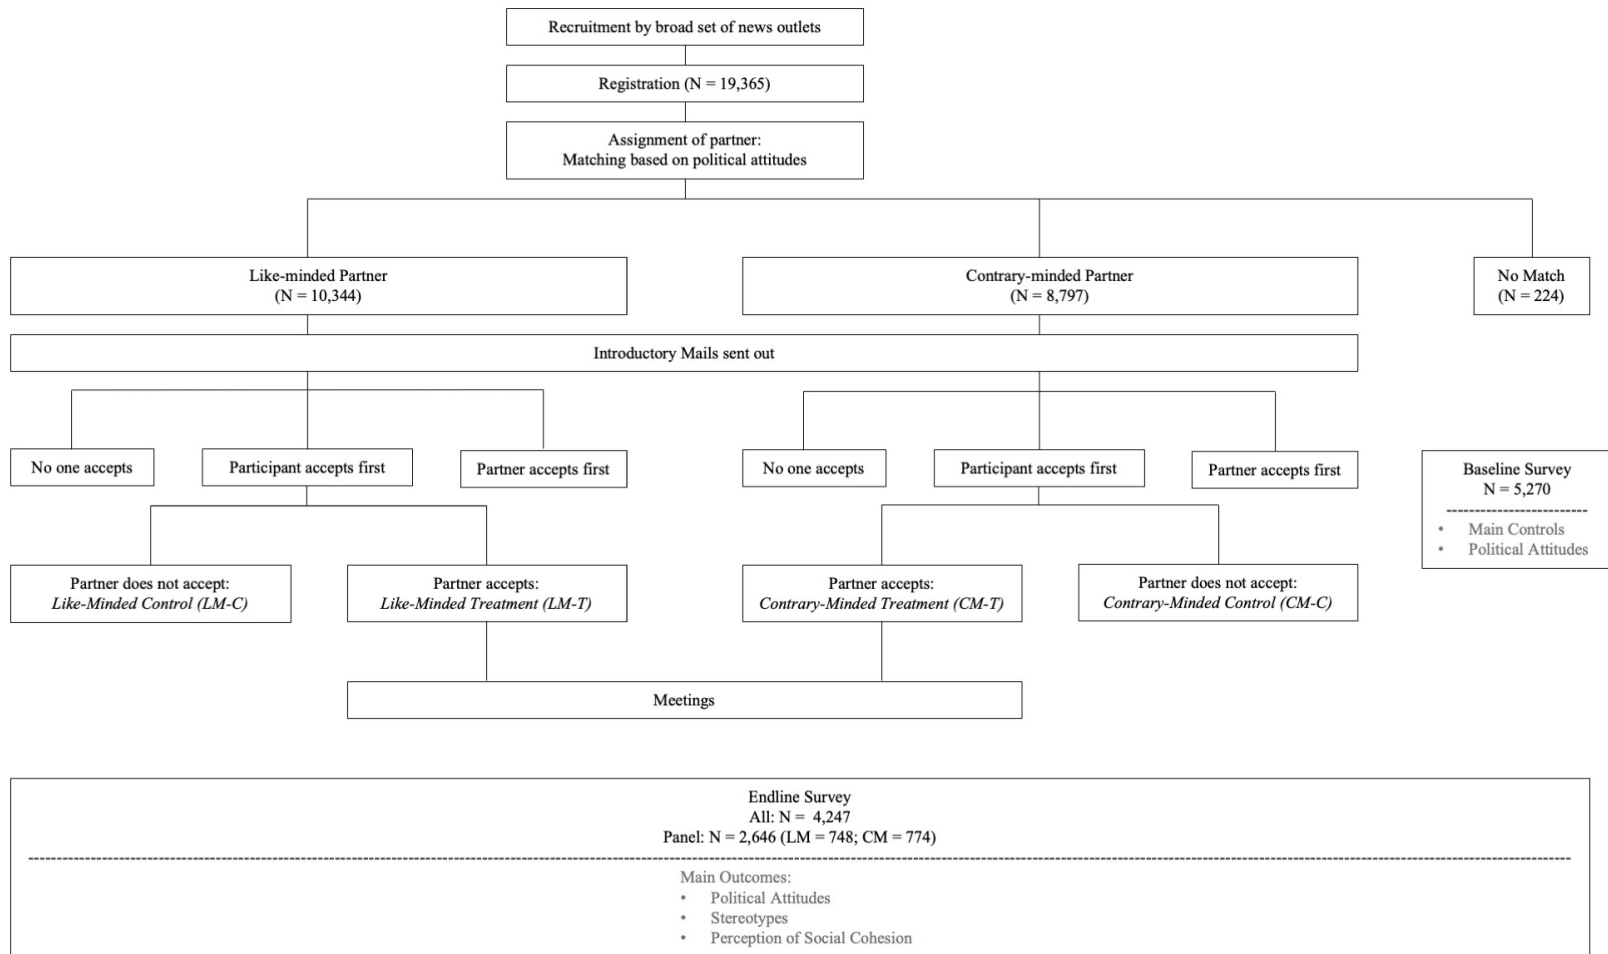 Recruitment by broad set of news outlets
Registration (N = 19,365)
Assignment of partner:
Matching based on political attitudes
Like-minded Partner
(N = 10,344)
Contrary-minded Partner
(N = 8,797)
No Match
(N = 224)
Introductory Mails sent out
No one accepts
Participant accepts first
Partner accepts first
No one accepts
Participant accepts first
Partner accepts first
Baseline Survey
N = 5,270
-------------------------
• Main Controls
• Political Attitudes
Partner does not accept:
Like-Minded Control (LM-C)
Partner accepts:
Like-Minded Treatment (LM-T)
Partner accepts:
Contrary-Minded Treatment (CM-T)
Partner does not accept:
Contrary-Minded Control (CM-C)
Meetings
Endline Survey
All: N = 4,247
Panel: N = 2,646 (LM = 748; CM = 774)
Main Outcomes:
• Political Attitudes
• Stereotypes
• Perception of Social Cohesion